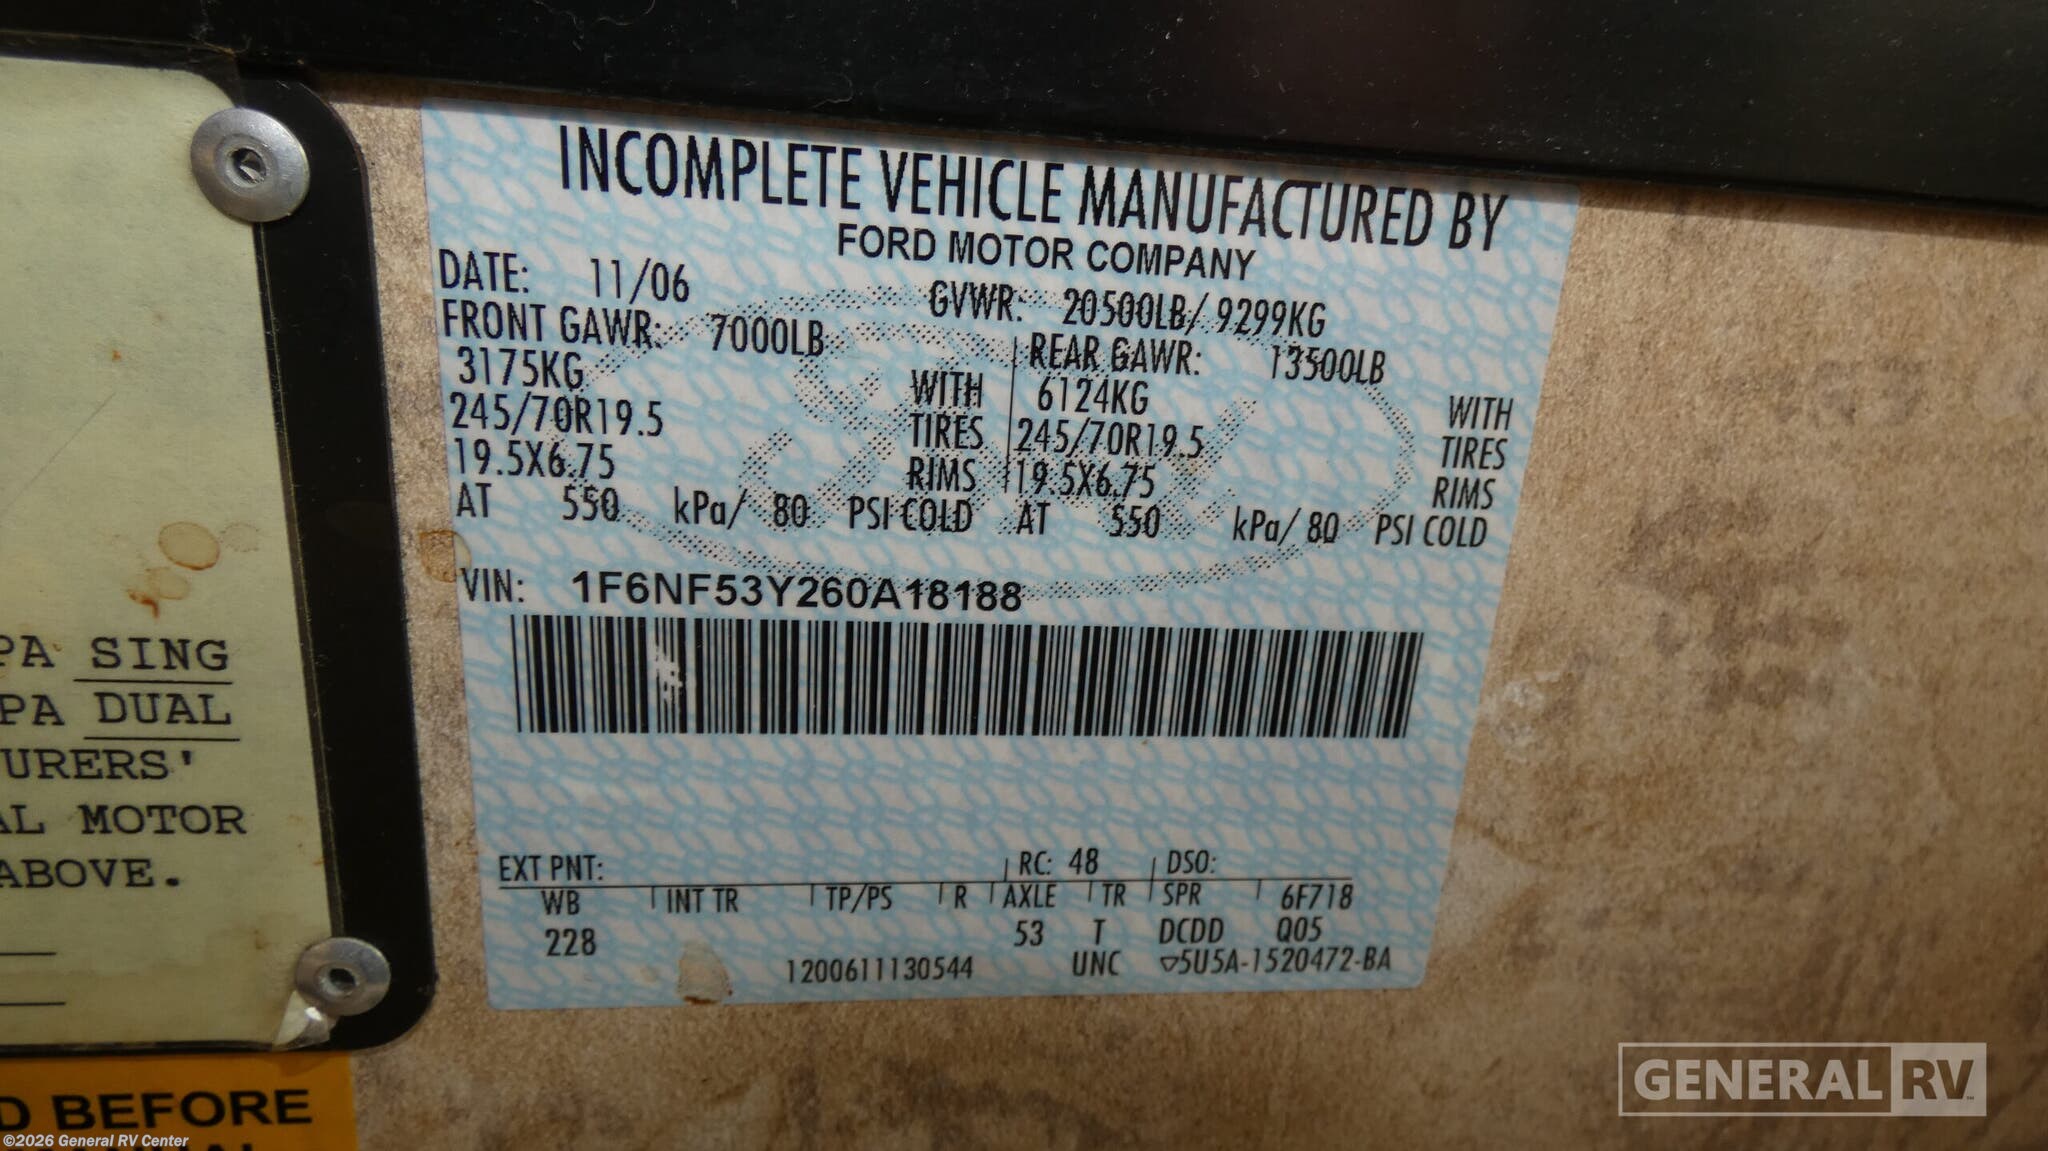 INCOMPLETE VEHICLE MANUFACTURED BY
FORD MOTOR COMPANY
DATE: 11/06 GVWR: 20500LB/ 9299KG
FRONT GAWR: 7000LB REAR GAWR: 13500LB
3175KG WITH 6124KG WITH
245/70R19.5 TIRES 245/70R19.5 TIRES
19.5X6.75 RIMS 19.5X6.75 RIMS
AT 550 kPa/ 80 PSI COLD AT 550 kPa/ 80 PSI COLD
VIN: 1F6NF53Y260A18188
EXT PNT: RC: 48 DSO:
WB INT TR TP/PS R AXLE TR SPR 6F718
228 53 T DCDD Q05
1200611130544 UNC ▽5U5A-1520472-BA
PA SING
PA DUAL
URERS'
AL MOTOR
ABOVE.
D BEFORE
©2026 General RV Center
GENERAL RV